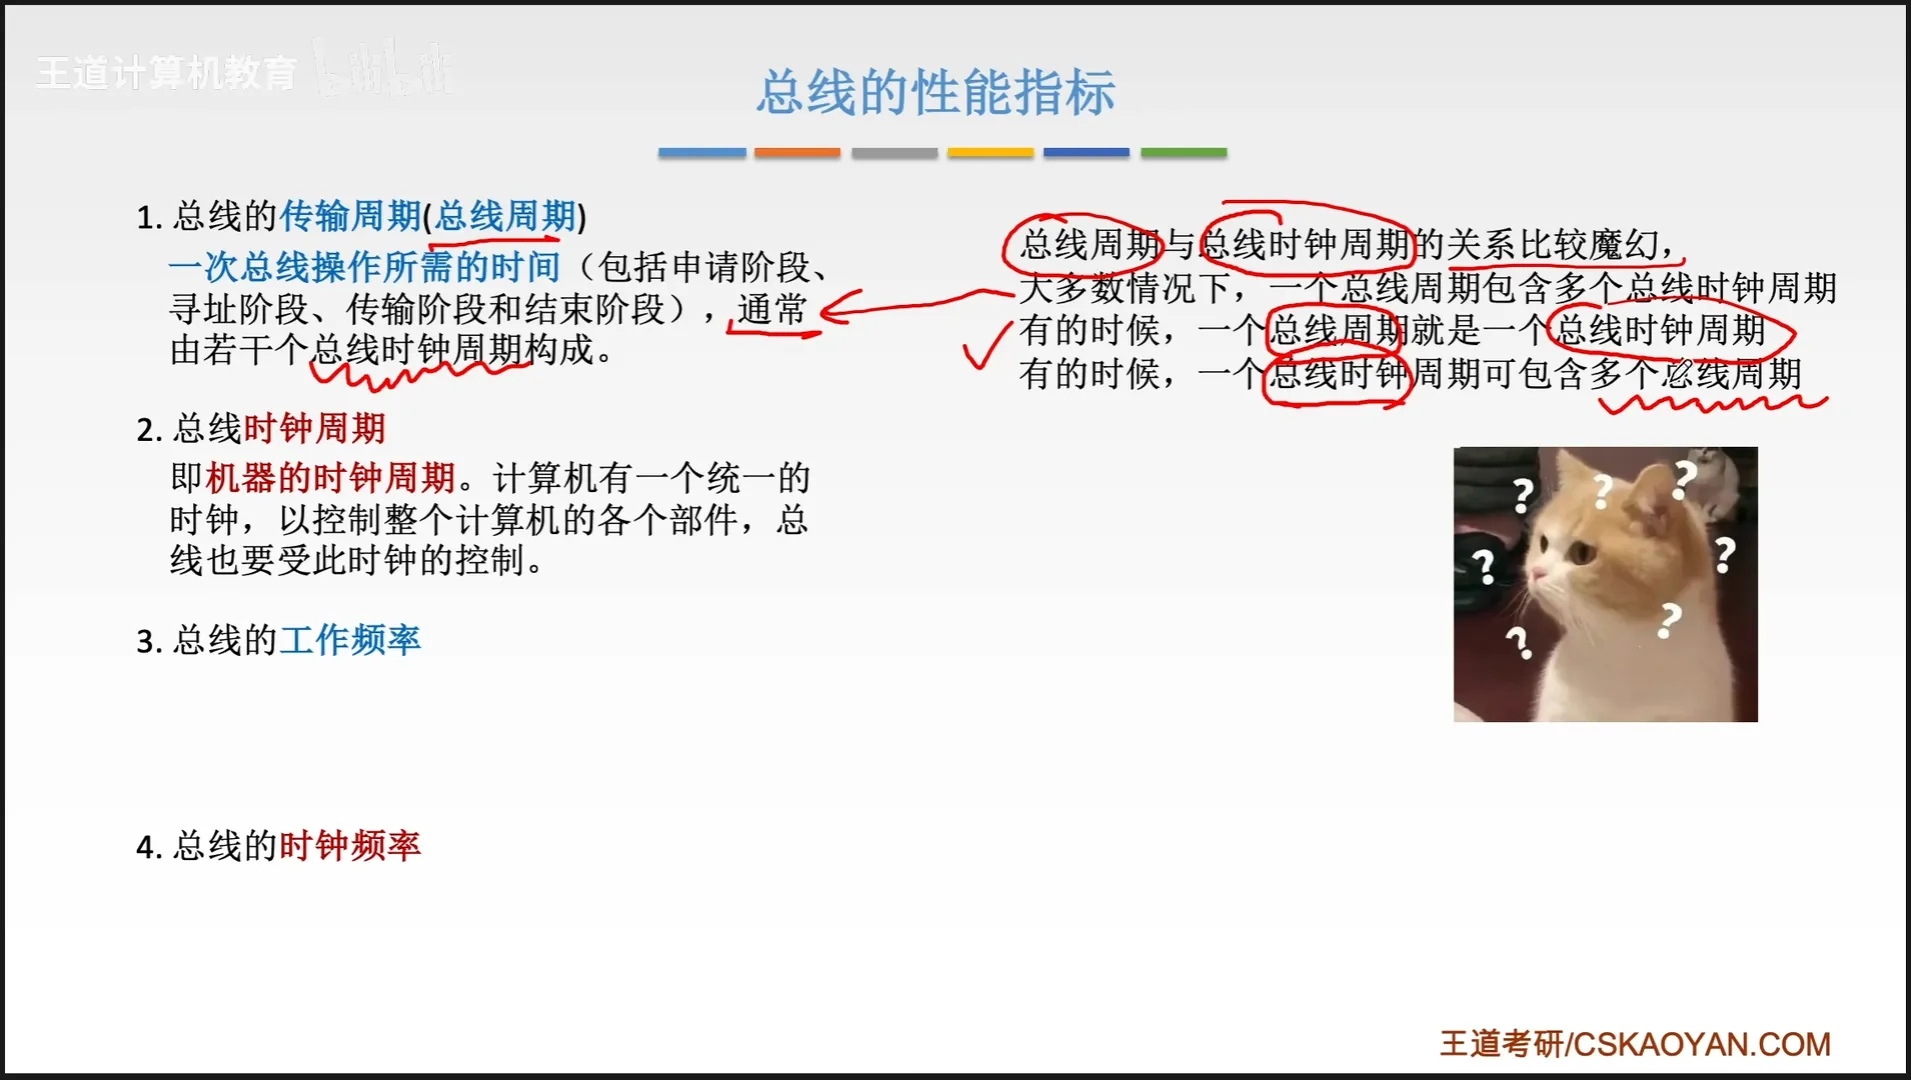 王道计算机教育 bilibili
总线的性能指标
1. 总线的传输周期(总线周期)
一次总线操作所需的时间（包括申请阶段、
寻址阶段、传输阶段和结束阶段），通常
由若干个总线时钟周期构成。
总线周期与总线时钟周期的关系比较魔幻，
大多数情况下，一个总线周期包含多个总线时钟周期
有的时候，一个总线周期就是一个总线时钟周期
有的时候，一个总线时钟周期可包含多个总线周期
2. 总线时钟周期
即机器的时钟周期。计算机有一个统一的
时钟，以控制整个计算机的各个部件，总
线也要受此时钟的控制。
? ? ?
? ?
? ?
3. 总线的工作频率
4. 总线的时钟频率
王道考研/CSKAOYAN.COM